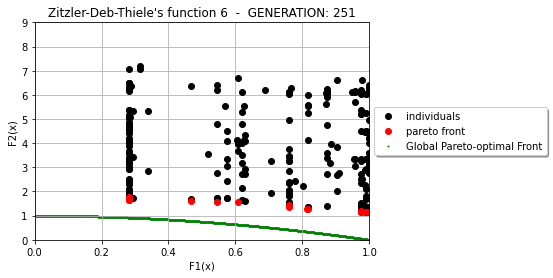 Zitzler-Deb-Thiele's function 6 - GENERATION: 251
9
8
7
6
5
4
3
2
1
0
F2(x)
0.0 0.2 0.4 0.6 0.8 1.0
F1(x)
individuals
pareto front
Global Pareto-optimal Front